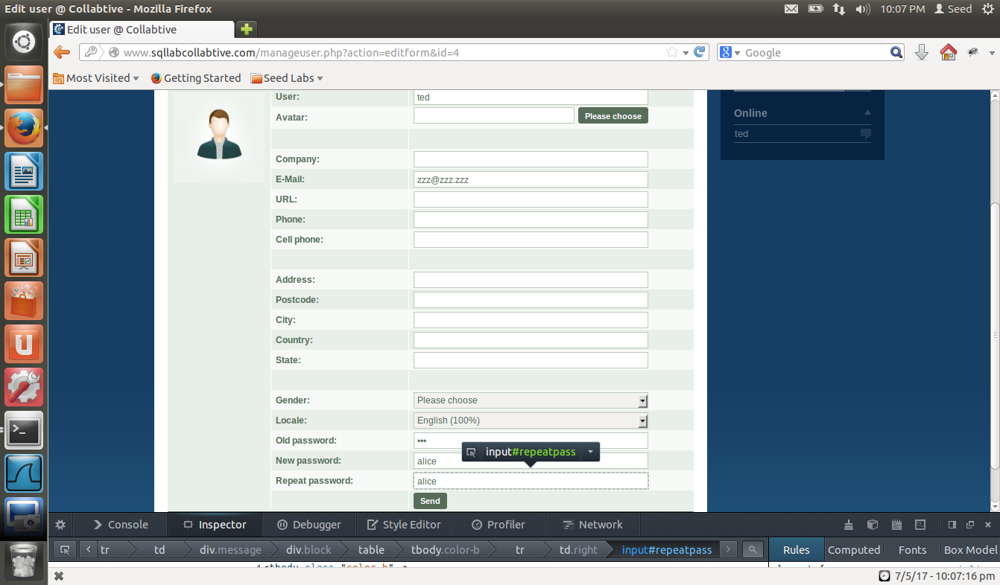 Edit user @ Collabtive - Mozilla Firefox
10:07 PM Seed
Edit user @ Collabtive
www.sqllabcollabtive.com/manageuser.php?action=editform&id=4
Google
Most Visited Getting Started Seed Labs
User: ted
Avatar: Please choose
Online
ted
Company:
E-Mail: zzz@zzz.zzz
URL:
Phone:
Cell phone:
Address:
Postcode:
City:
Country:
State:
Gender: Please choose
Locale: English (100%)
Old password: •••
input#repeatpass
New password: alice
Repeat password: alice
Send
Console Inspector Debugger Style Editor Profiler Network
tr td div.message div.block table tbody.color-b tr td.right input#repeatpass Rules Computed Fonts Box Model
7/5/17 - 10:07:16 pm